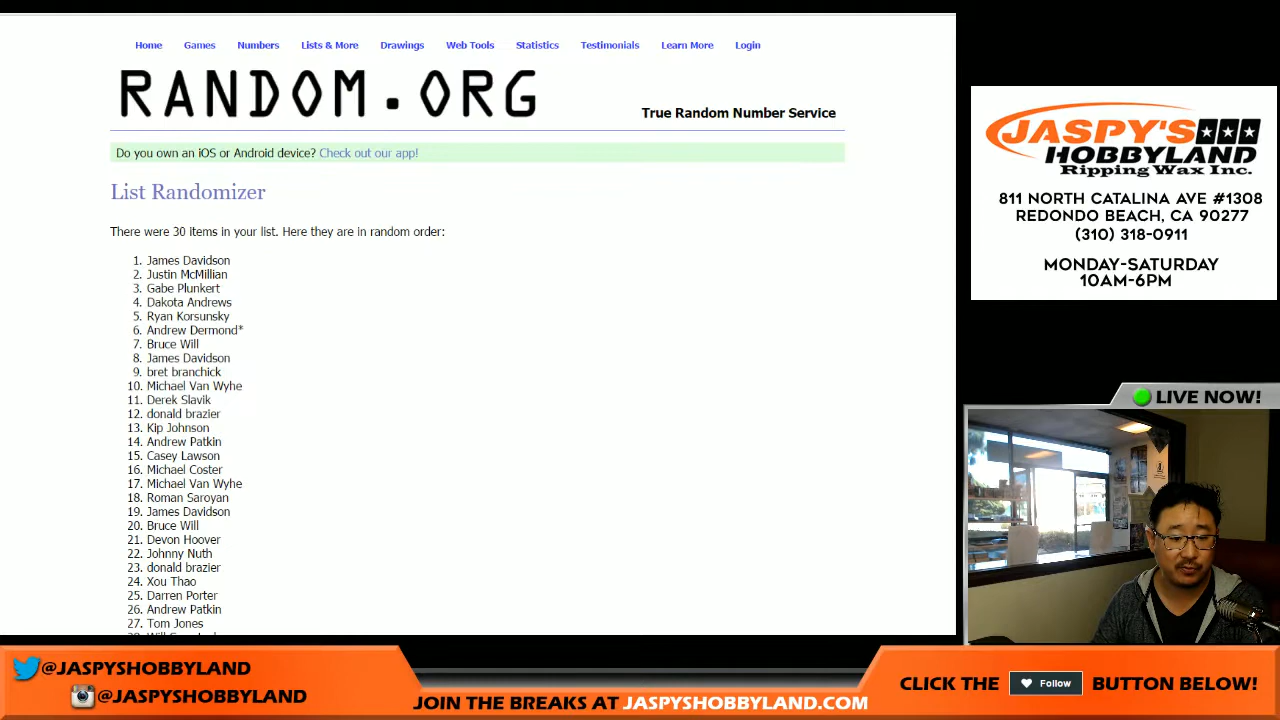 Home Games Numbers Lists & More Drawings Web Tools Statistics Testimonials Learn More Login
RANDOM.ORG
True Random Number Service
Do you own an iOS or Android device? Check out our app!
List Randomizer
There were 30 items in your list. Here they are in random order:
1. James Davidson
2. Justin McMillian
3. Gabe Plunkert
4. Dakota Andrews
5. Ryan Korsunsky
6. Andrew Dermond*
7. Bruce Will
8. James Davidson
9. bret branchick
10. Michael Van Wyhe
11. Derek Slavik
12. donald brazier
13. Kip Johnson
14. Andrew Patkin
15. Casey Lawson
16. Michael Coster
17. Michael Van Wyhe
18. Roman Saroyan
19. James Davidson
20. Bruce Will
21. Devon Hoover
22. Johnny Nuth
23. donald brazier
24. Xou Thao
25. Darren Porter
26. Andrew Patkin
27. Tom Jones
JASPY'S
HOBBYLAND
Ripping Wax Inc.
811 NORTH CATALINA AVE #1308
REDONDO BEACH, CA 90277
(310) 318-0911
MONDAY-SATURDAY
10AM-6PM
LIVE NOW!
@JASPYSHOBBYLAND
@JASPYSHOBBYLAND
JOIN THE BREAKS AT JASPYSHOBBYLAND.COM
CLICK THE Follow BUTTON BELOW!